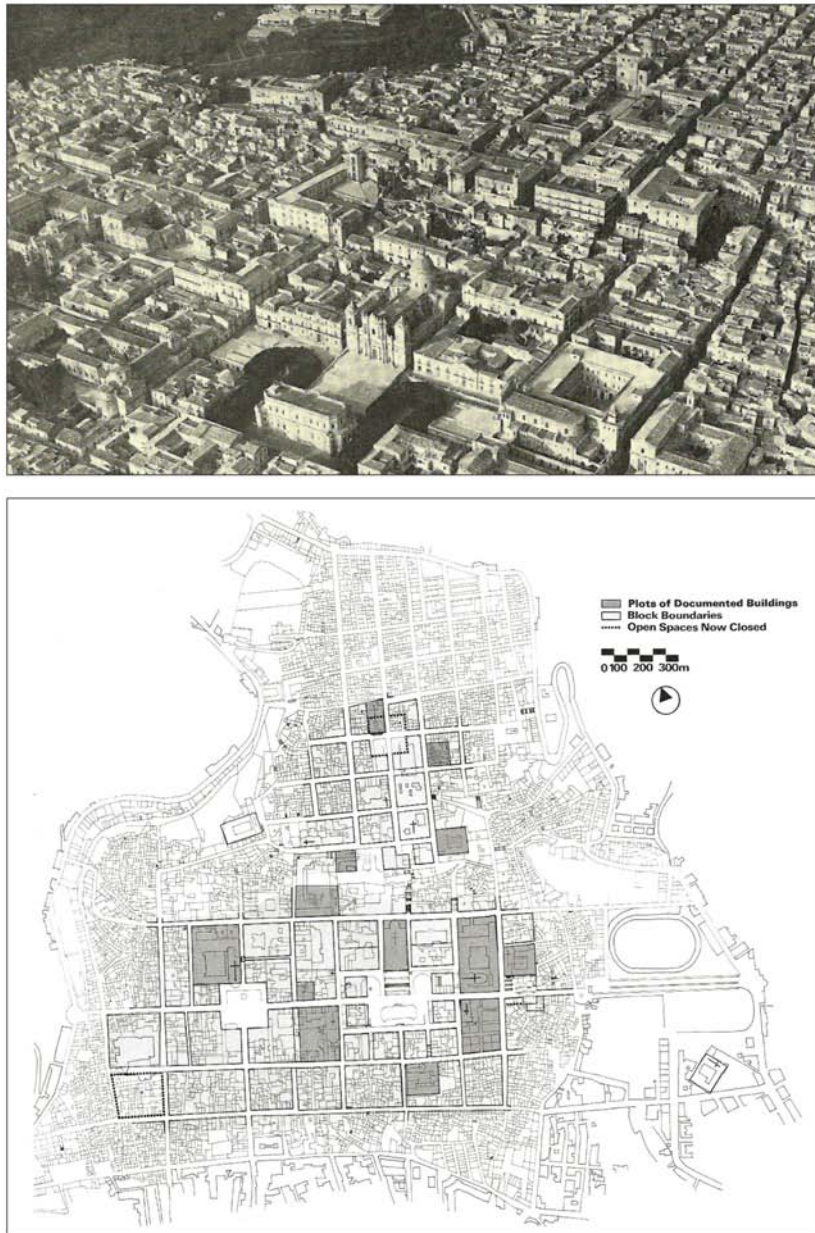 Plots of Documented Buildings
Block Boundaries
Open Spaces Now Closed
0 100 200 300m